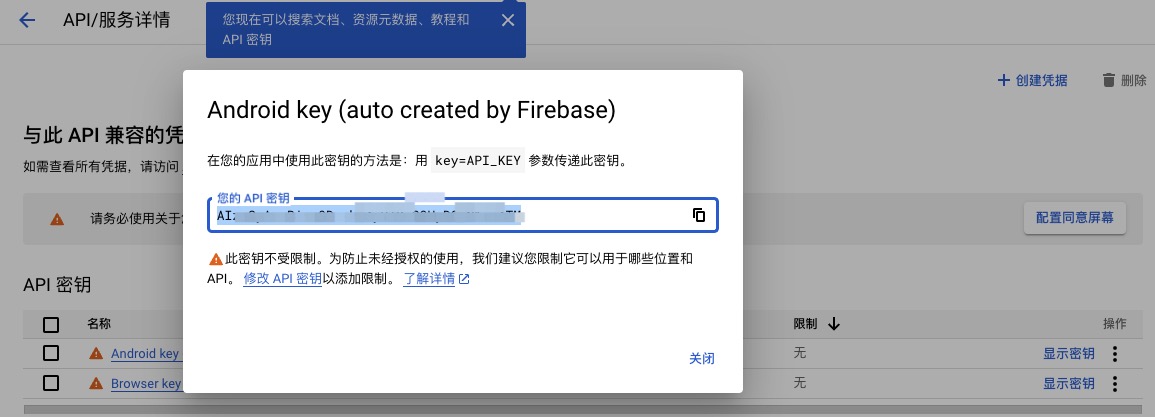 API/服务详情
您现在可以搜索文档、资源元数据、教程和
API 密钥
创建凭据
删除
与此 API 兼容的凭
如需查看所有凭据，请访问
请务必使用关于
配置同意屏幕
Android key (auto created by Firebase)
在您的应用中使用此密钥的方法是：用 key=API_KEY 参数传递此密钥。
您的 API 密钥
此密钥不受限制。为防止未经授权的使用，我们建议您限制它可以用于哪些位置和
API。 修改 API 密钥以添加限制。 了解详情
关闭
API 密钥
名称 限制 操作
Android key 无 显示密钥
Browser key 无 显示密钥